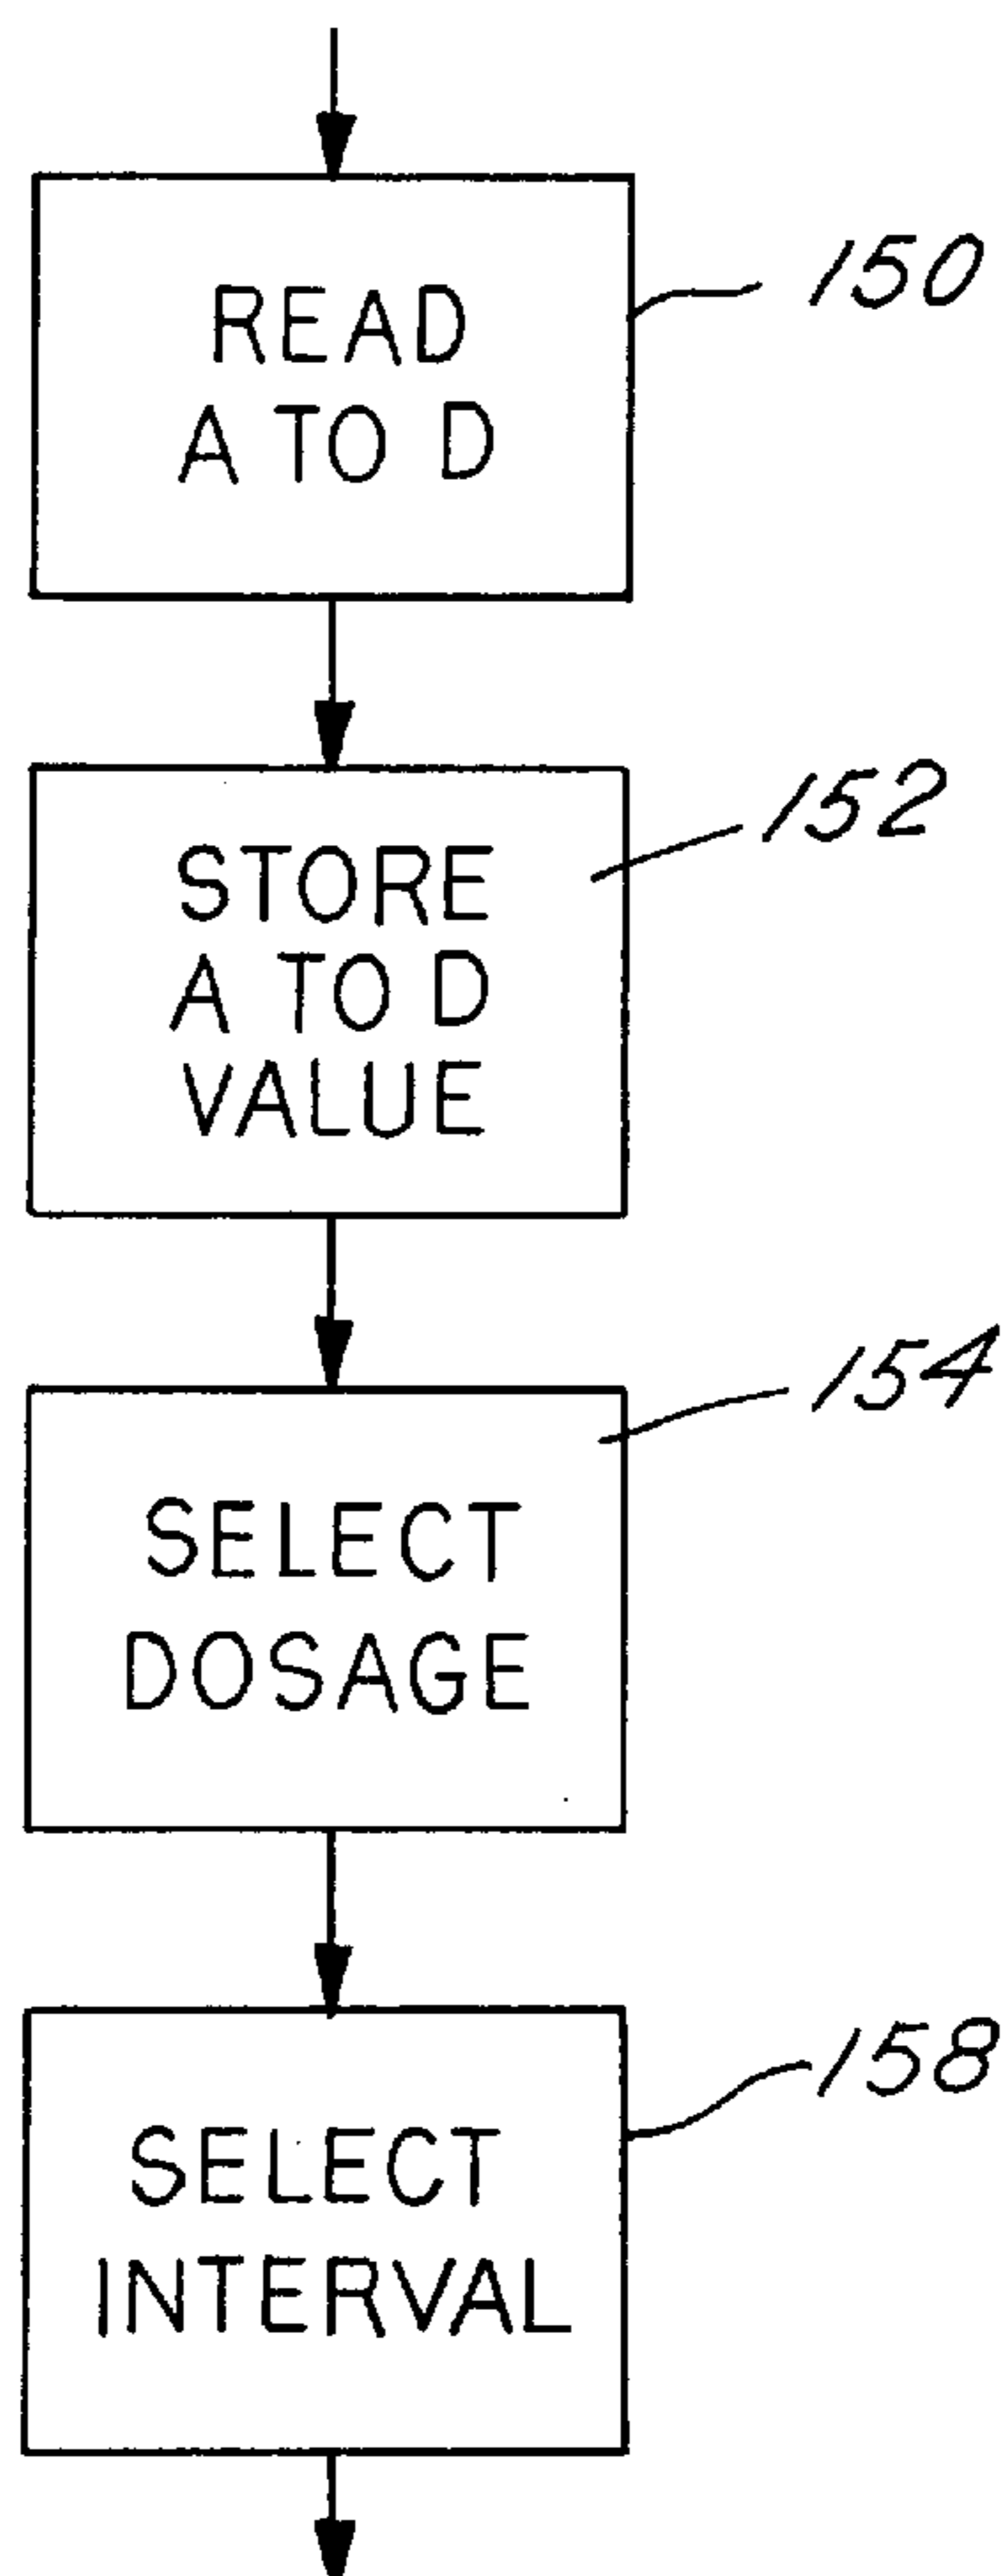 READ
A TO D
150
STORE
A TO D
VALUE
152
SELECT
DOSAGE
154
SELECT
INTERVAL
158